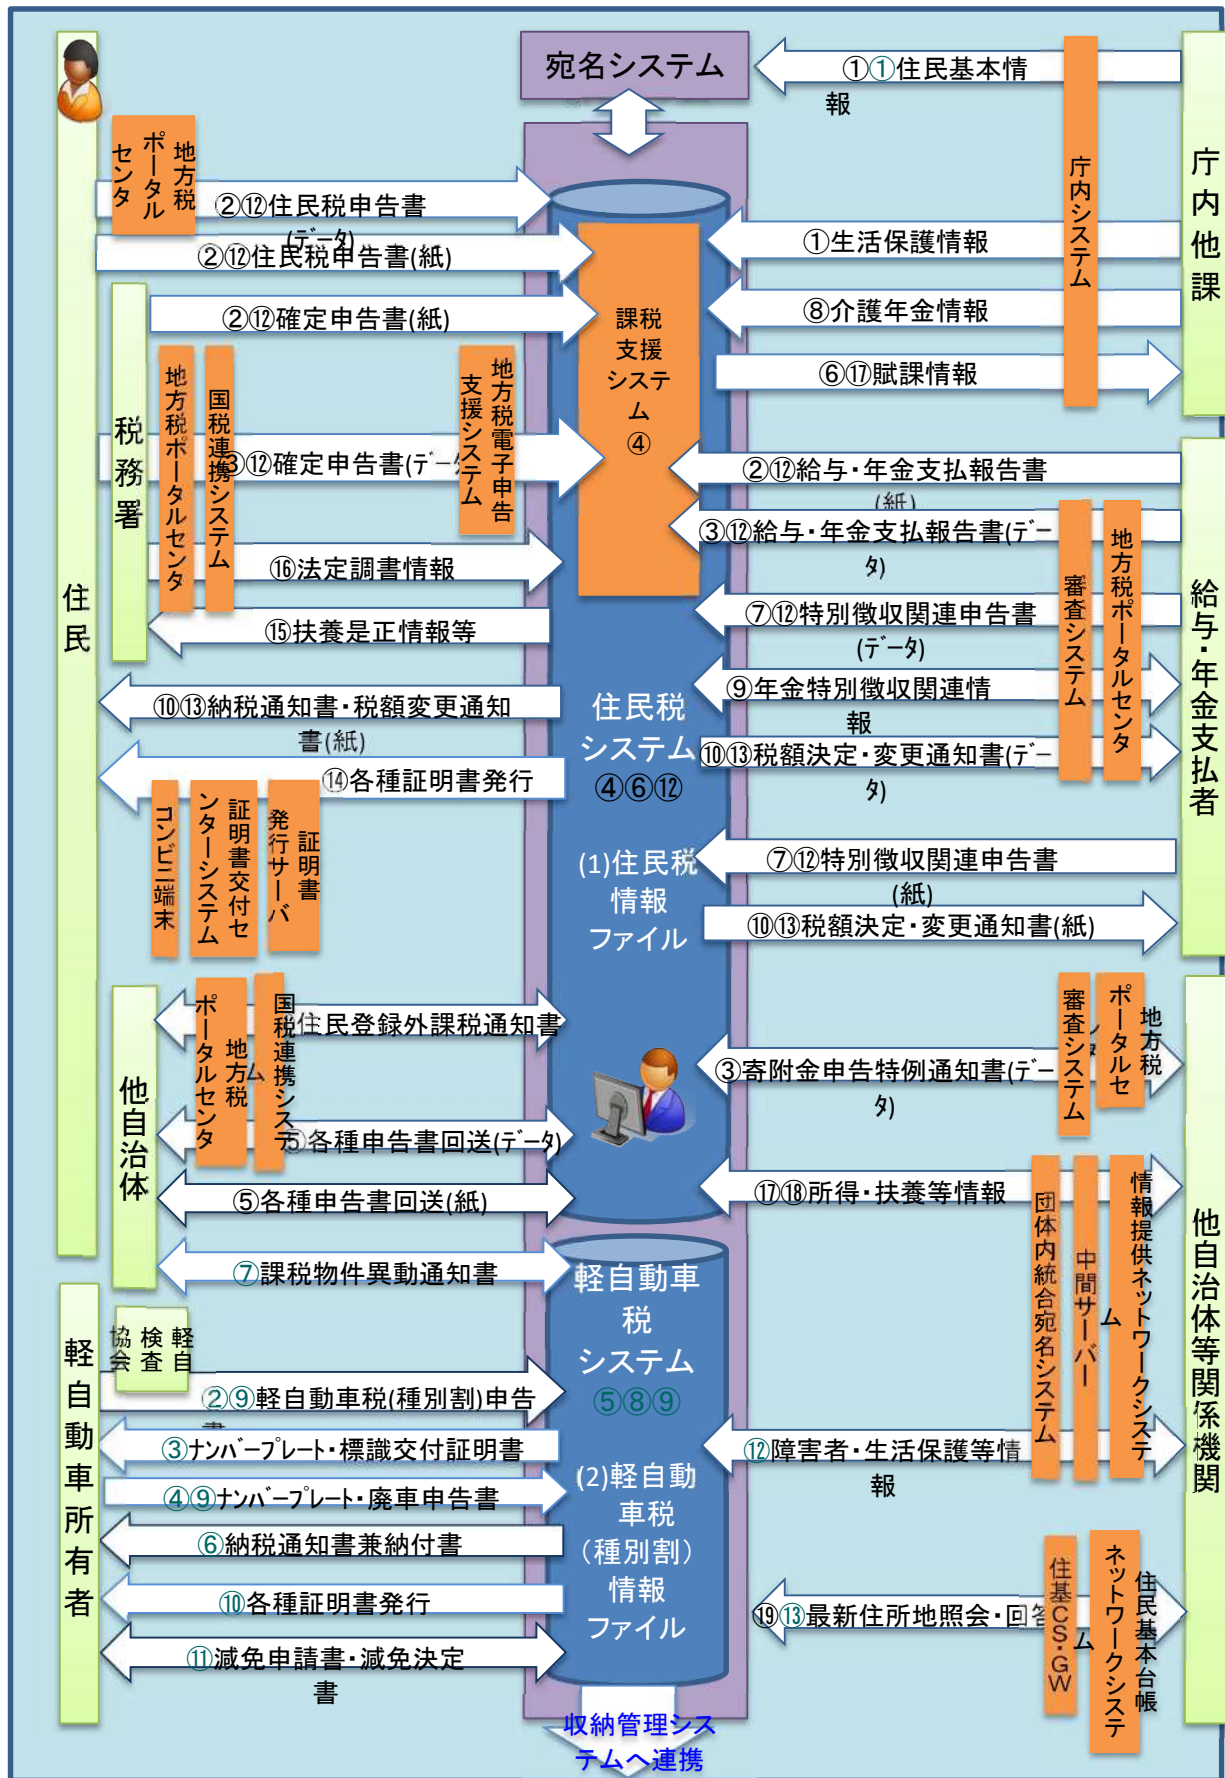 宛名システム
①①住民基本情
報
庁内他課
庁内システム
地方税
ポータル
センタ
②⑫住民税申告書
(データ)
②⑫住民税申告書(紙)
①生活保護情報
②⑫確定申告書(紙)
⑧介護年金情報
課税
支援
システ
ム
④
⑥⑰賦課情報
税務署
地方税ポータルセンタ
国税連携システム
地方税電子申告
支援システム
③⑫確定申告書(データ
②⑫給与・年金支払報告書
(紙)
③⑫給与・年金支払報告書(デー
タ)
審査システム
地方税ポータルセンタ
給与・年金支払者
⑯法定調書情報
⑮扶養是正情報等
⑦⑫特別徴収関連申告書
(データ)
住民
⑨年金特別徴収関連情
報
⑩⑬納税通知書・税額変更通知
書(紙)
住民税
システム
④⑥⑫
⑩⑬税額決定・変更通知書(デー
タ)
⑭各種証明書発行
コンビニ端末
証明書交付セ
ンターシステム
証明書
発行サーバ
(1)住民税
情報
ファイル
⑦⑫特別徴収関連申告書
(紙)
⑩⑬税額決定・変更通知書(紙)
他自治体
地方税
ポータルセンタ
国税連携システ
ム
住民登録外課税通知書
審査システム
地方税
ポータルセ
ンタ
③寄附金申告特例通知書(デー
タ)
⑤各種申告書回送(データ)
⑤各種申告書回送(紙)
⑰⑱所得・扶養等情報
団体内統合宛名システム
中間サーバー
情報提供ネットワークシステ
ム
他自治体等関係機関
⑦課税物件異動通知書
軽自動車
税
システム
⑤⑧⑨
軽自動車所有者
軽自
検査
協会
②⑨軽自動車税(種別割)申告
書
③ナンバープレート・標識交付証明書
⑫障害者・生活保護等情
報
④⑨ナンバープレート・廃車申告書
(2)軽自動
車税
（種別割）
情報
ファイル
⑥納税通知書兼納付書
⑩各種証明書発行
⑲⑬最新住所地照会・回答
住基CS・GW
住民基本台帳
ネットワークシステ
ム
⑪減免申請書・減免決定
書
収納管理シス
テムへ連携